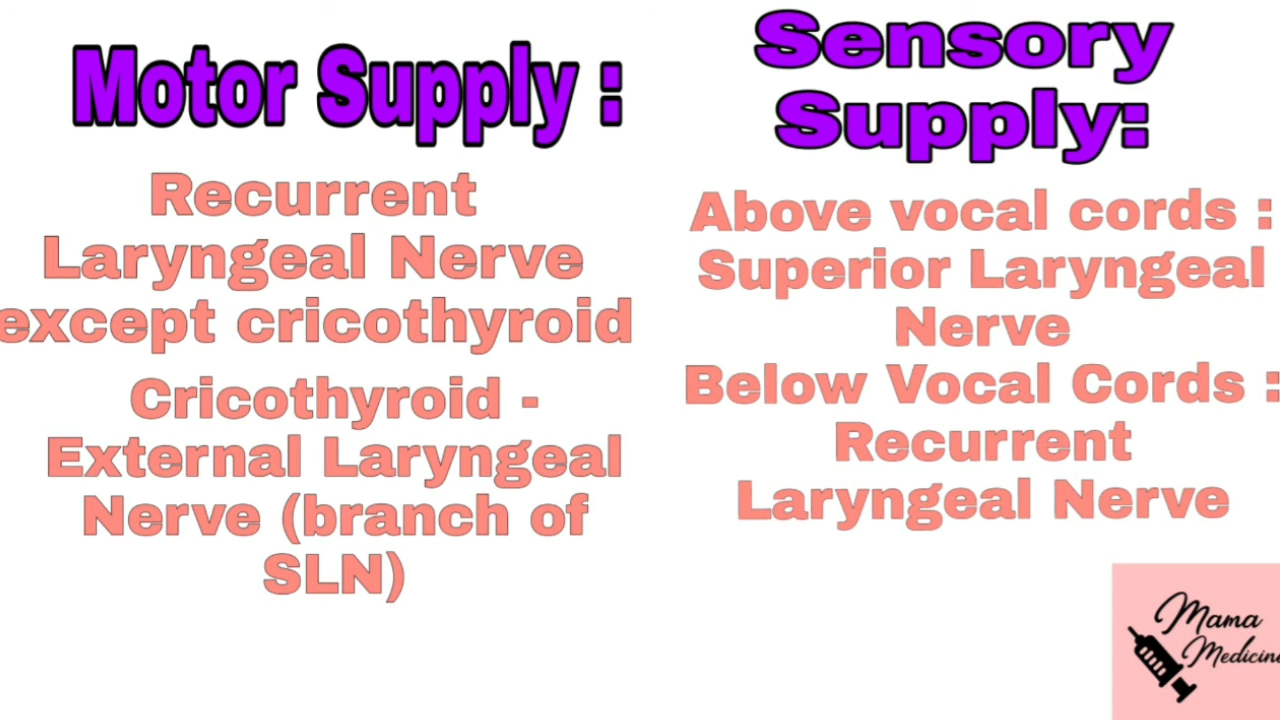 Motor Supply :
Recurrent
Laryngeal Nerve
except cricothyroid
Cricothyroid -
External Laryngeal
Nerve (branch of
SLN)
Sensory
Supply:
Above vocal cords :
Superior Laryngeal
Nerve
Below Vocal Cords :
Recurrent
Laryngeal Nerve
Mama
Medicine